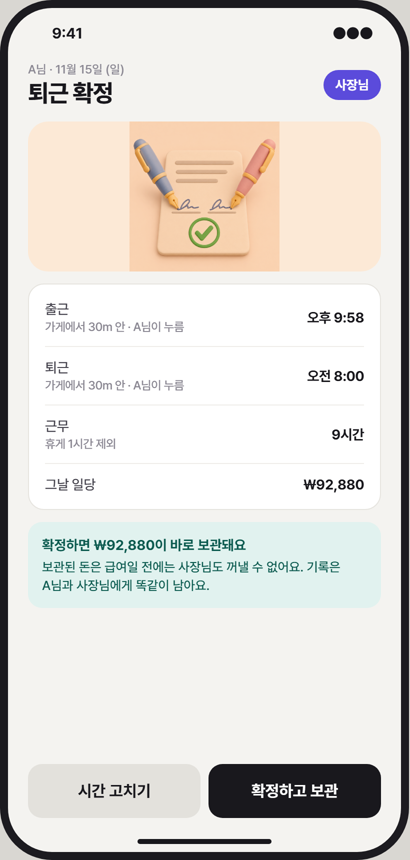 9:41
A님 · 11월 15일 (일)
퇴근 확정
사장님
출근
가게에서 30m 안 · A님이 누름
오후 9:58
퇴근
가게에서 30m 안 · A님이 누름
오전 8:00
근무
휴게 1시간 제외
9시간
그날 일당
₩92,880
확정하면 ₩92,880이 바로 보관돼요
보관된 돈은 급여일 전에는 사장님도 꺼낼 수 없어요. 기록은
A님과 사장님에게 똑같이 남아요.
시간 고치기
확정하고 보관